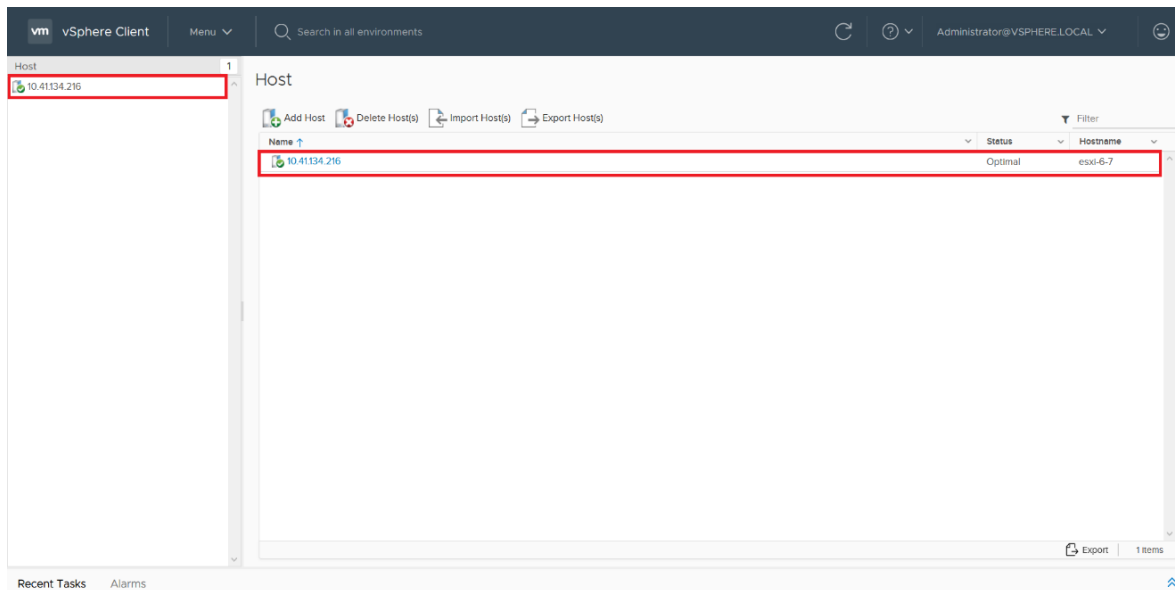 vm vSphere Client Menu Search in all environments Administrator@VSPHERE.LOCAL
Host 1
10.41.134.216
Host
Add Host Delete Host(s) Import Host(s) Export Host(s) Filter
Name Status Hostname
10.41.134.216 Optimal esxi-6-7
Export 1 items
Recent Tasks Alarms